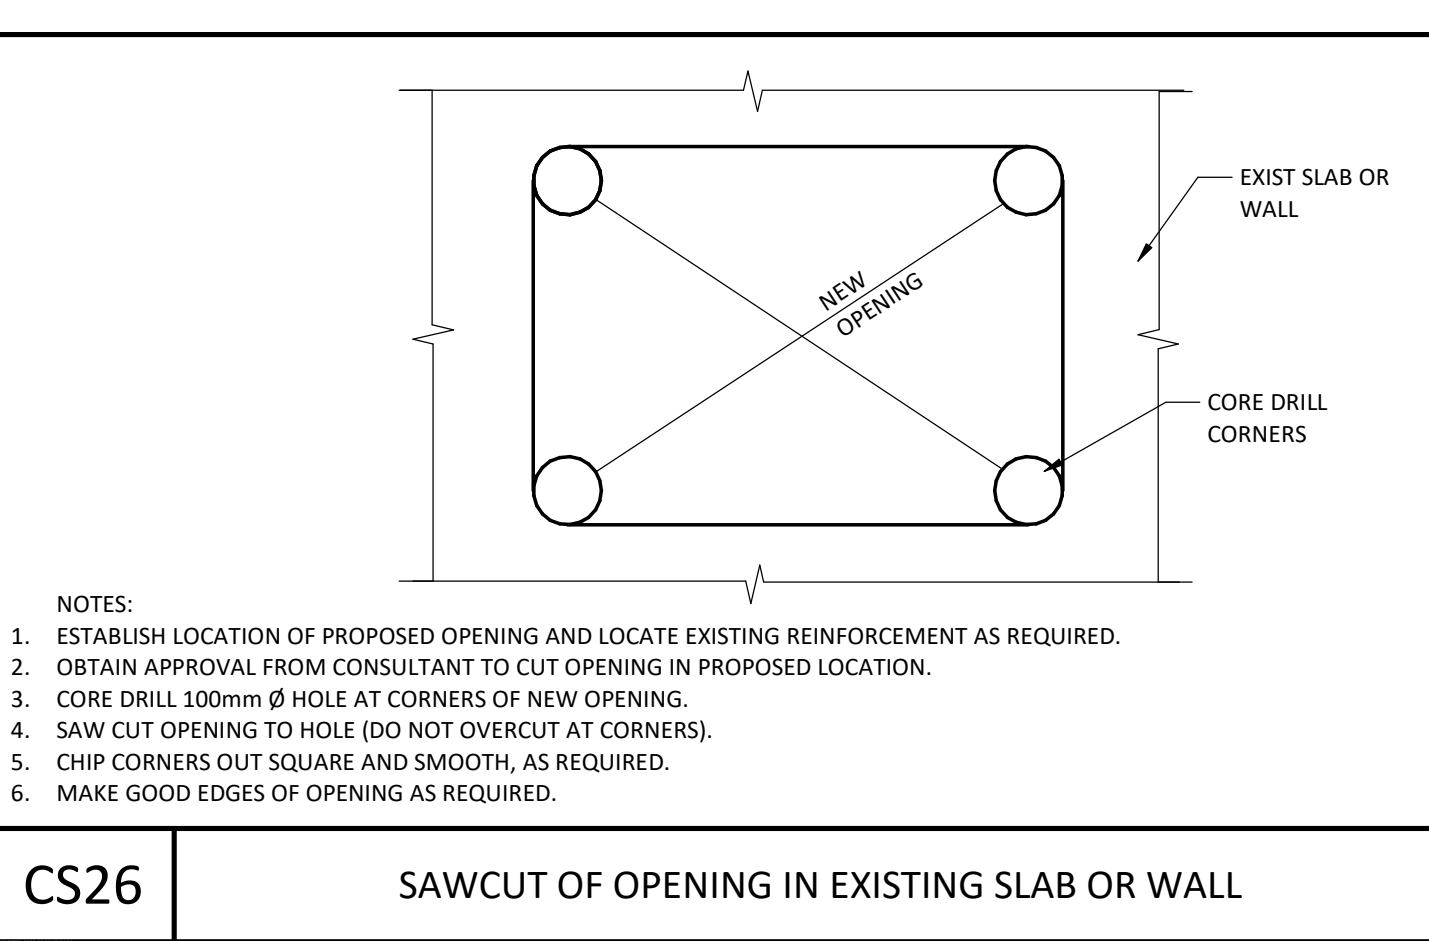 EXIST SLAB OR
WALL
NEW
OPENING
CORE DRILL
CORNERS
NOTES:
1. ESTABLISH LOCATION OF PROPOSED OPENING AND LOCATE EXISTING REINFORCEMENT AS REQUIRED.
2. OBTAIN APPROVAL FROM CONSULTANT TO CUT OPENING IN PROPOSED LOCATION.
3. CORE DRILL 100mm Ø HOLE AT CORNERS OF NEW OPENING.
4. SAW CUT OPENING TO HOLE (DO NOT OVERCUT AT CORNERS).
5. CHIP CORNERS OUT SQUARE AND SMOOTH, AS REQUIRED.
6. MAKE GOOD EDGES OF OPENING AS REQUIRED.
CS26
SAWCUT OF OPENING IN EXISTING SLAB OR WALL